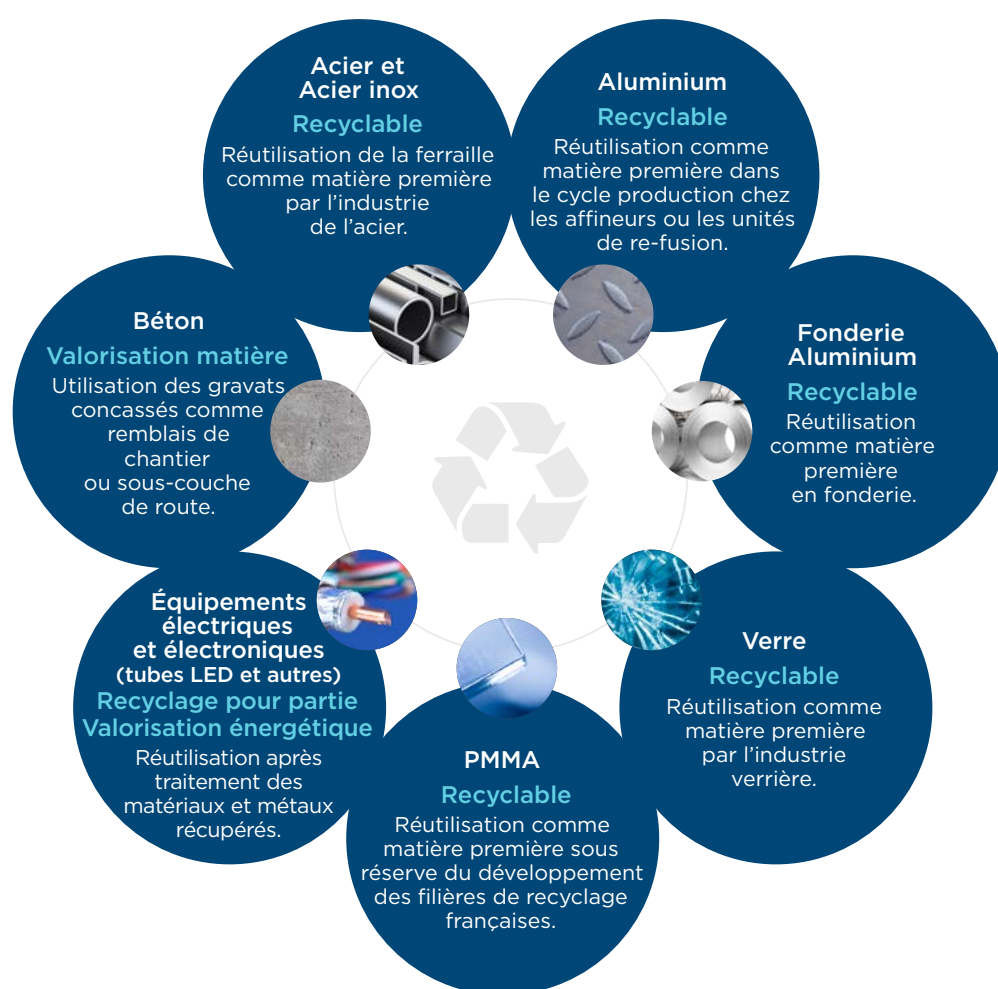 Acier et
Acier inox
Recyclable
Réutilisation de la ferraille
comme matière première
par l'industrie
de l'acier.
Aluminium
Recyclable
Réutilisation comme
matière première dans
le cycle production chez
les affineurs ou les unités
de re-fusion.
Fonderie
Aluminium
Recyclable
Réutilisation
comme matière
première
en fonderie.
Verre
Recyclable
Réutilisation comme
matière première
par l'industrie
verrière.
PMMA
Recyclable
Réutilisation comme
matière première sous
réserve du développement
des filières de recyclage
françaises.
Équipements
électriques
et électroniques
(tubes LED et autres)
Recyclage pour partie
Valorisation énergétique
Réutilisation après
traitement des
matériaux et métaux
récupérés.
Béton
Valorisation matière
Utilisation des gravats
concassés comme
remblais de
chantier
ou sous-couche
de route.